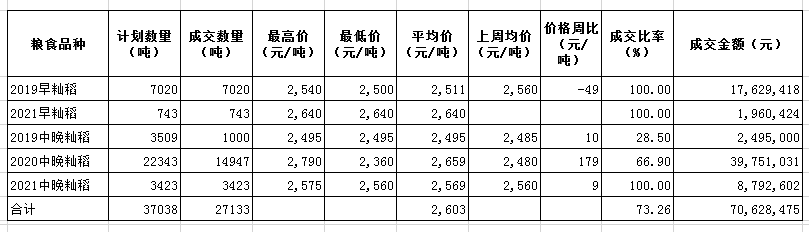 粮食品种 计划数量（吨） 成交数量（吨） 最高价（元/吨） 最低价（元/吨） 平均价（元/吨） 上周均价（元/吨） 价格周比（元/吨） 成交比率（%） 成交金额（元）
2019早籼稻 7020 7020 2,540 2,500 2,511 2,560 -49 100.00 17,629,418
2021早籼稻 743 743 2,640 2,640 2,640 100.00 1,960,424
2019中晚籼稻 3509 1000 2,495 2,495 2,495 2,485 10 28.50 2,495,000
2020中晚籼稻 22343 14947 2,790 2,360 2,659 2,480 179 66.90 39,751,031
2021中晚籼稻 3423 3423 2,575 2,560 2,569 2,560 9 100.00 8,792,602
合计 37038 27133 2,603 73.26 70,628,475